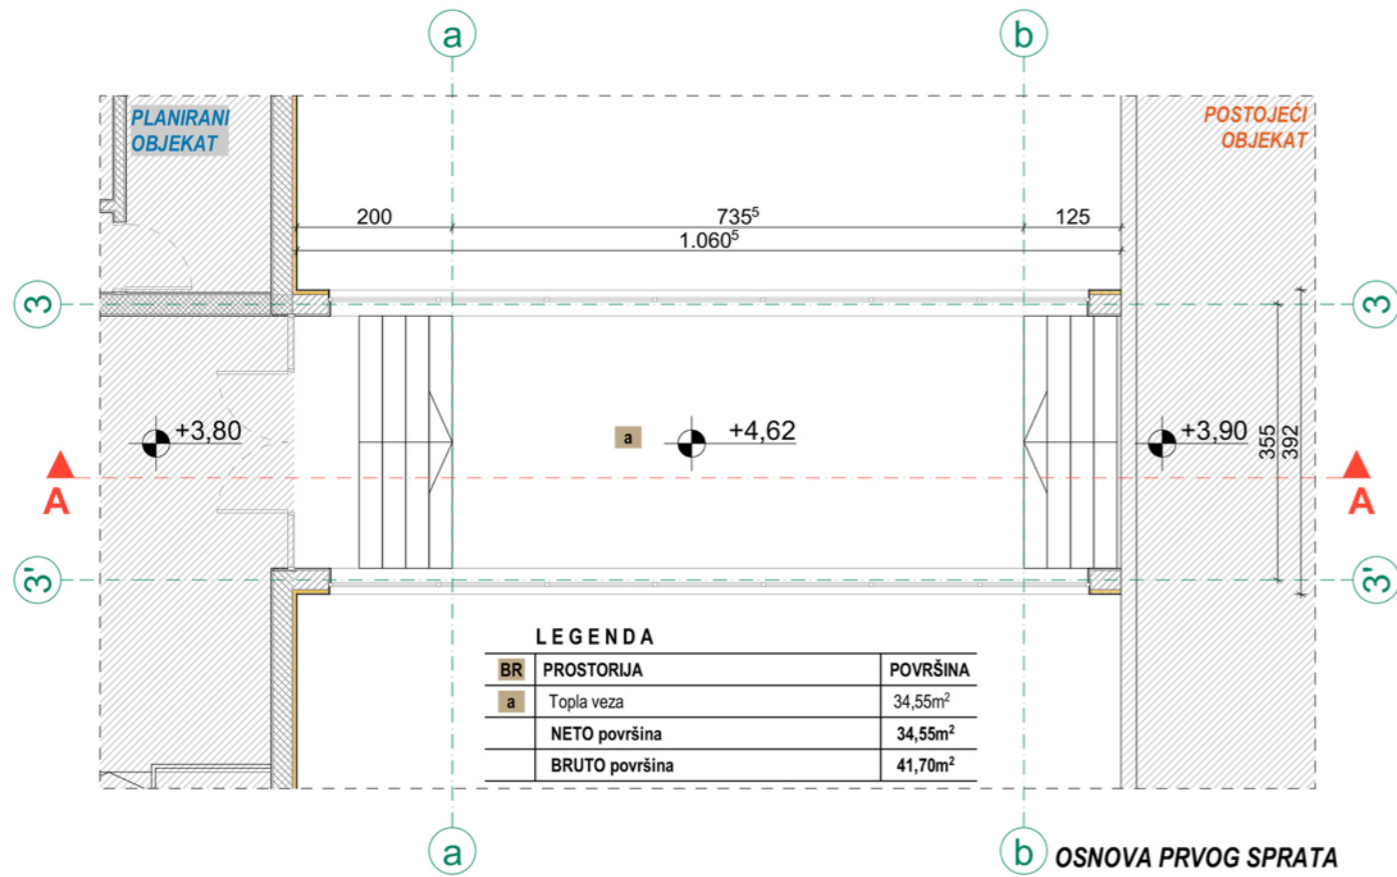 a
b
PLANIRANI
OBJEKAT
POSTOJEĆI
OBJEKAT
200
735⁵
125
1.060⁵
3
3
+3,80
a
+4,62
+3,90
355
392
A
A
3'
3'
LEGENDA
BR PROSTORIJA POVRŠINA
a Topla veza 34,55m²
NETO površina 34,55m²
BRUTO površina 41,70m²
a
b
OSNOVA PRVOG SPRATA